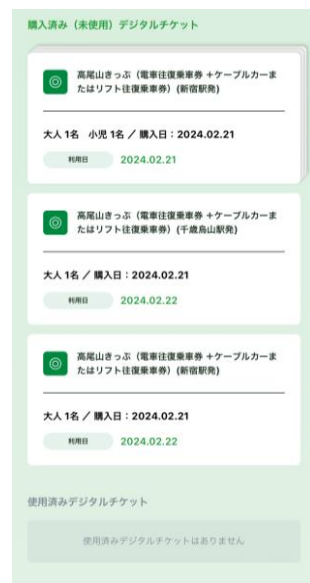 購入済み（未使用）デジタルチケット
高尾山きっぷ（電車往復乗車券 +ケーブルカーま
たはリフト往復乗車券）(新宿駅発)
大人 1名　小児 1名 ／ 購入日：2024.02.21
利用日　2024.02.21
高尾山きっぷ（電車往復乗車券 +ケーブルカーま
たはリフト往復乗車券）(千歳烏山駅発)
大人 1名 ／ 購入日：2024.02.21
利用日　2024.02.22
高尾山きっぷ（電車往復乗車券 +ケーブルカーま
たはリフト往復乗車券）(新宿駅発)
大人 1名 ／ 購入日：2024.02.21
利用日　2024.02.22
使用済みデジタルチケット
使用済みデジタルチケットはありません